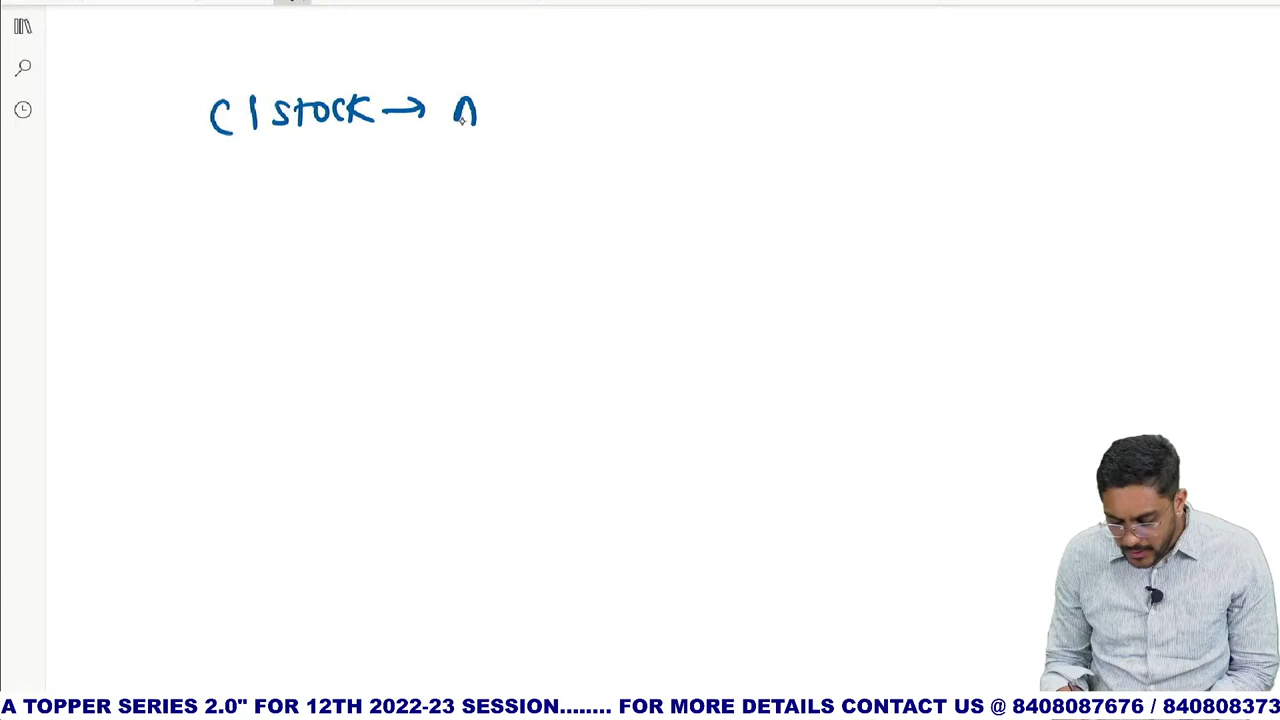 C | STOCK → A
A TOPPER SERIES 2.0" FOR 12TH 2022-23 SESSION........ FOR MORE DETAILS CONTACT US @ 8408087676 / 840808373